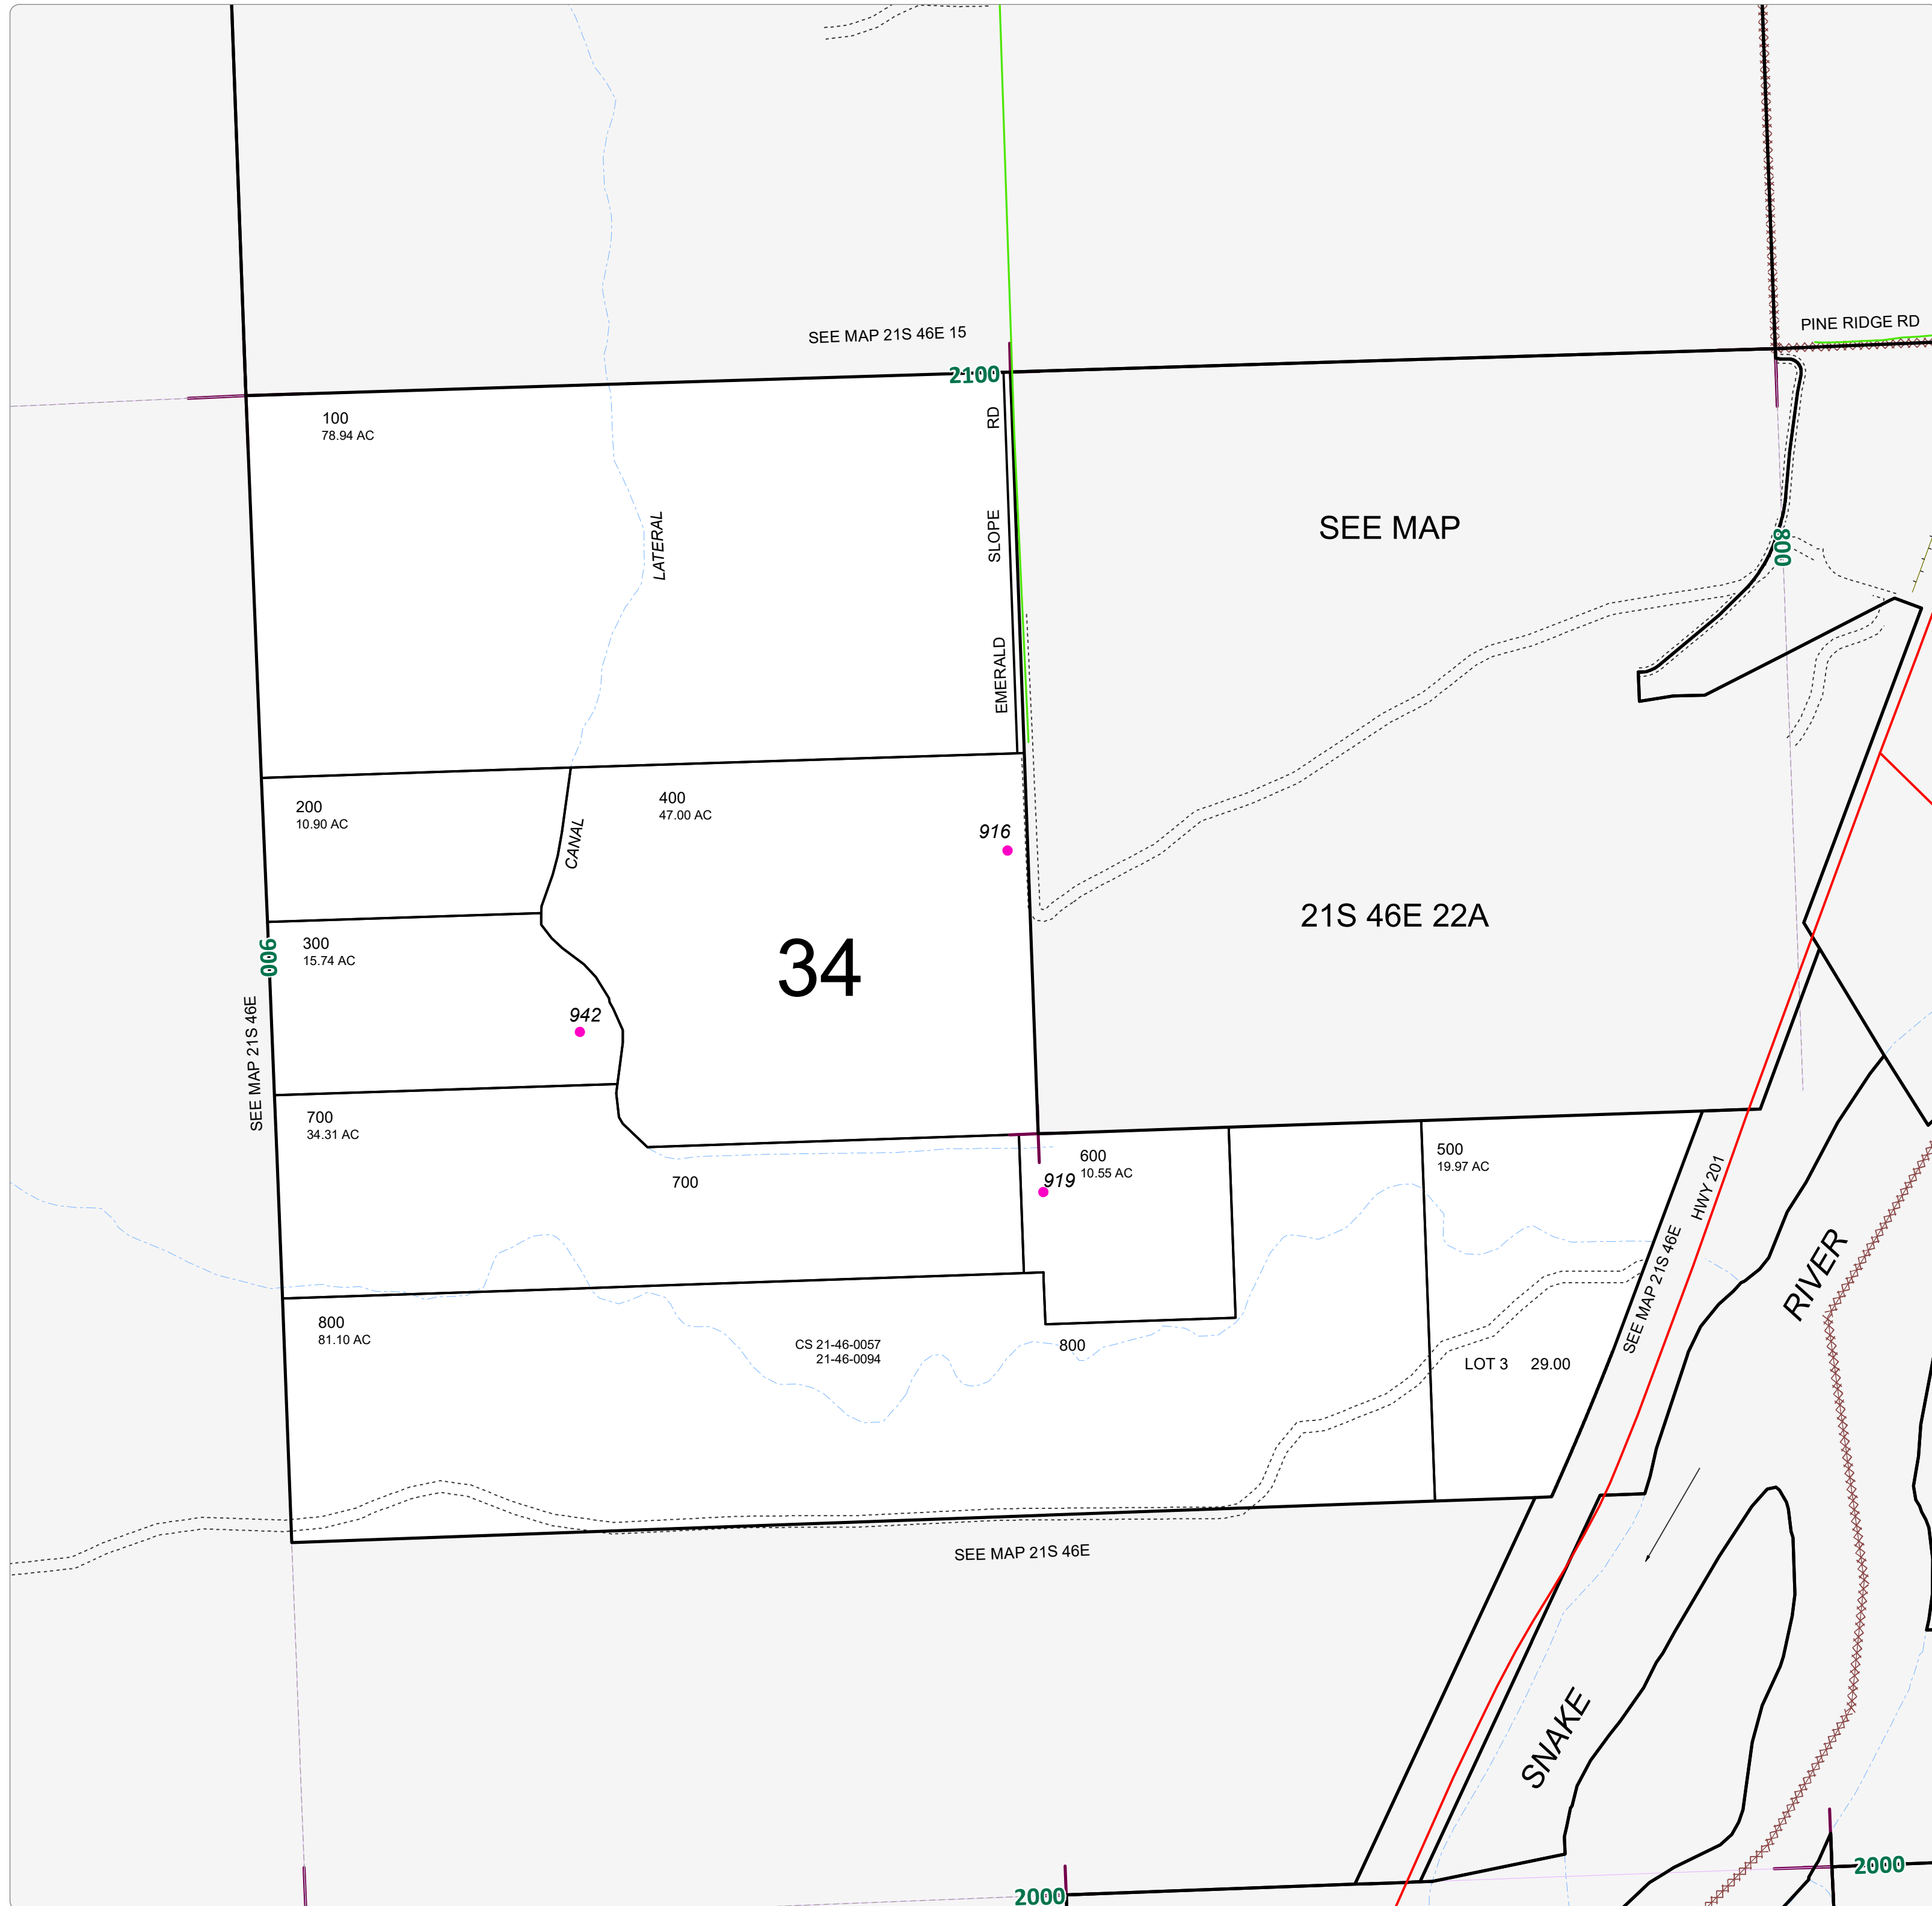 SEE MAP 21S 46E 15
PINE RIDGE RD
2100
100
78.94 AC
RD
SLOPE
EMERALD
LATERAL
SEE MAP
800
200
10.90 AC
400
47.00 AC
CANAL
916
21S 46E 22A
34
300
15.74 AC
900
942
SEE MAP 21S 46E
700
34.31 AC
700
600
10.55 AC
919
500
19.97 AC
HWY 201
SEE MAP 21S 46E
RIVER
800
81.10 AC
CS 21-46-0057
21-46-0094
800
LOT 3 29.00
SEE MAP 21S 46E
SNAKE
2000
2000